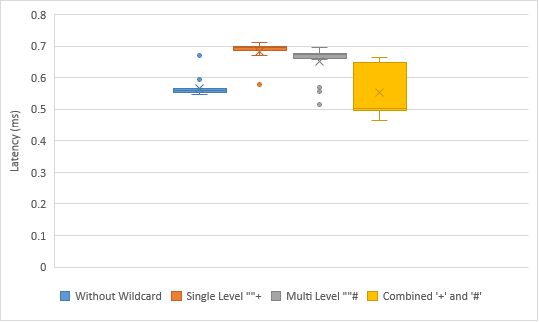 0.8
0.7
0.6
0.5
0.4
0.3
0.2
0.1
0
Latency (ms)
Without Wildcard
Single Level ""+
Multi Level ""#
Combined '+' and '#'